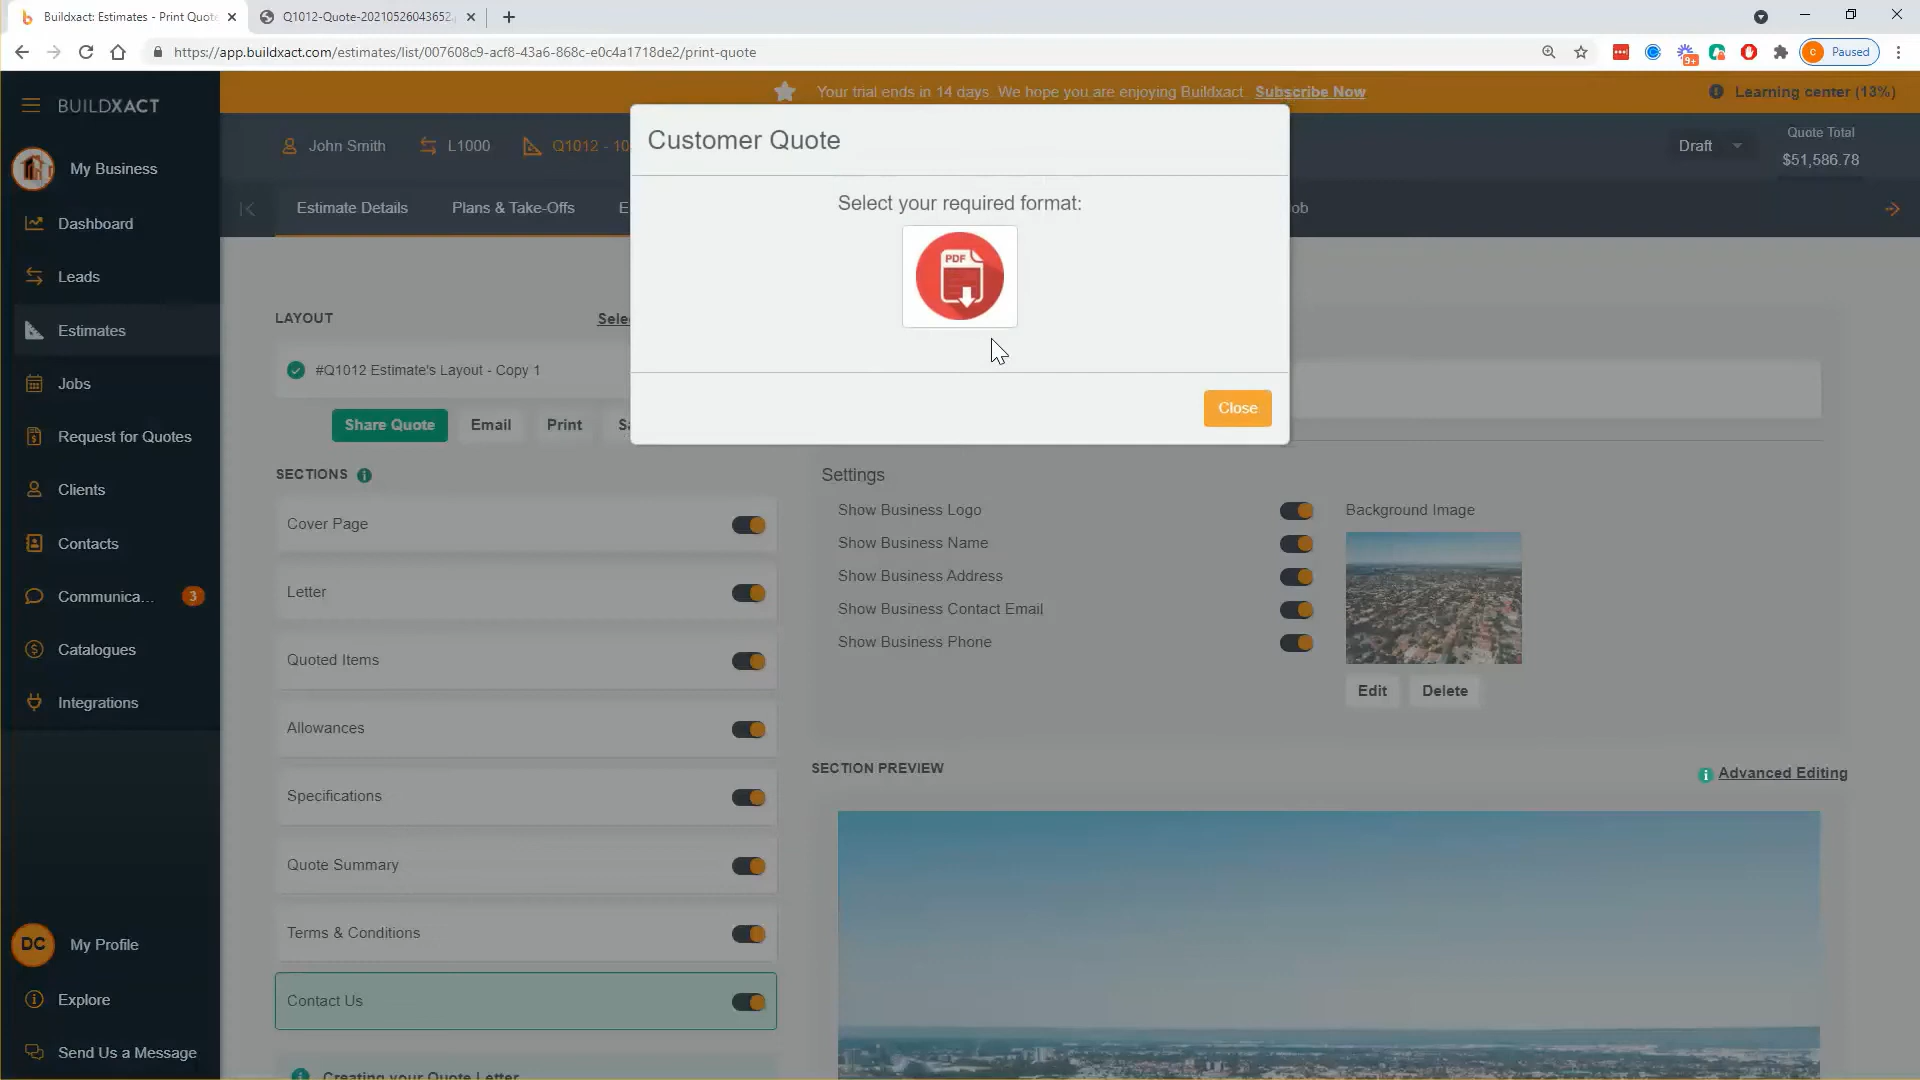 Buildxact: Estimates - Print Quote
Q1012-Quote-20210526043652.
https://app.buildxact.com/estimates/list/007608c9-acf8-43a6-868c-e0c4a1718de2/print-quote
9+
C
Paused
BUILDXACT
Your trial ends in 14 days. We hope you are enjoying Buildxact. Subscribe Now
Learning center (13%)
John Smith
L1000
Q1012 - 10
Draft
Quote Total
$51,586.78
Estimate Details
Plans & Take-Offs
E
ob
My Business
Dashboard
Leads
Estimates
Jobs
Request for Quotes
Clients
Contacts
Communica...
3
Catalogues
Integrations
DC
My Profile
Explore
Send Us a Message
Customer Quote
Select your required format:
PDF
Close
LAYOUT
Sele
#Q1012 Estimate's Layout - Copy 1
Share Quote
Email
Print
Sa
SECTIONS
Cover Page
Letter
Quoted Items
Allowances
Specifications
Quote Summary
Terms & Conditions
Contact Us
Creating your Quote Letter
Settings
Show Business Logo
Show Business Name
Show Business Address
Show Business Contact Email
Show Business Phone
Background Image
Edit
Delete
SECTION PREVIEW
Advanced Editing